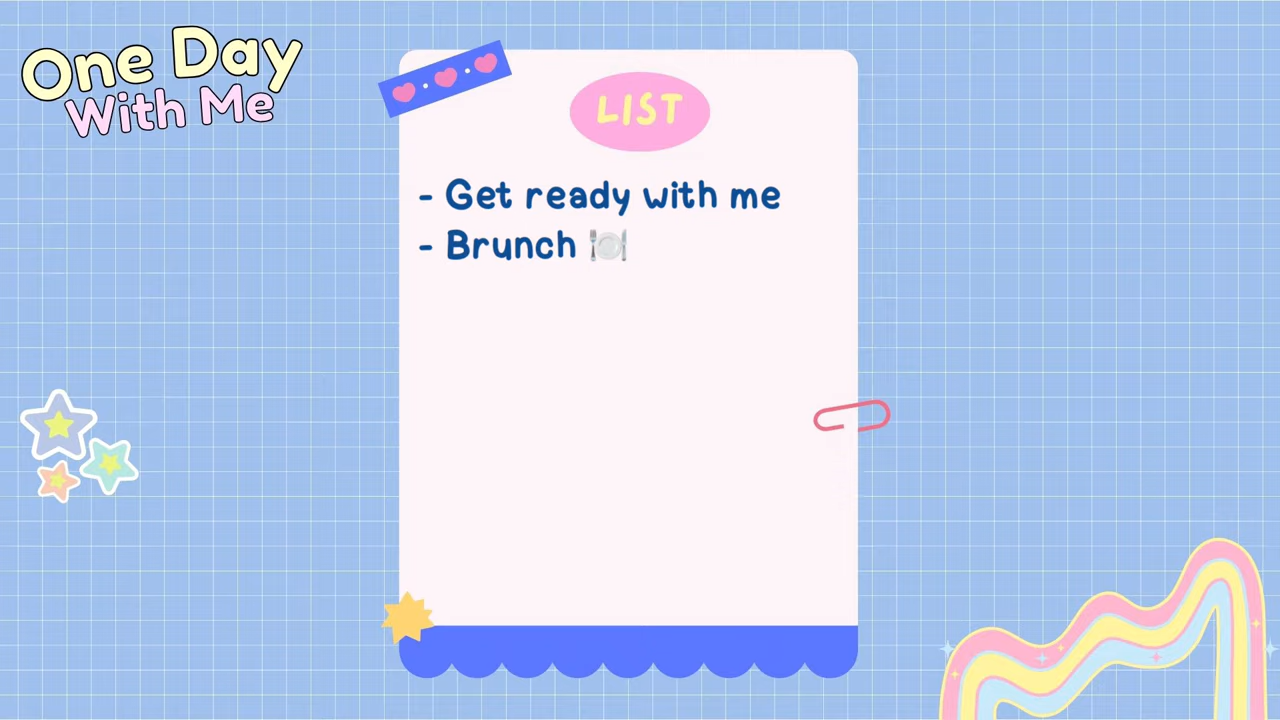 One Day
With Me
LIST
- Get ready with me
- Brunch 🍽️